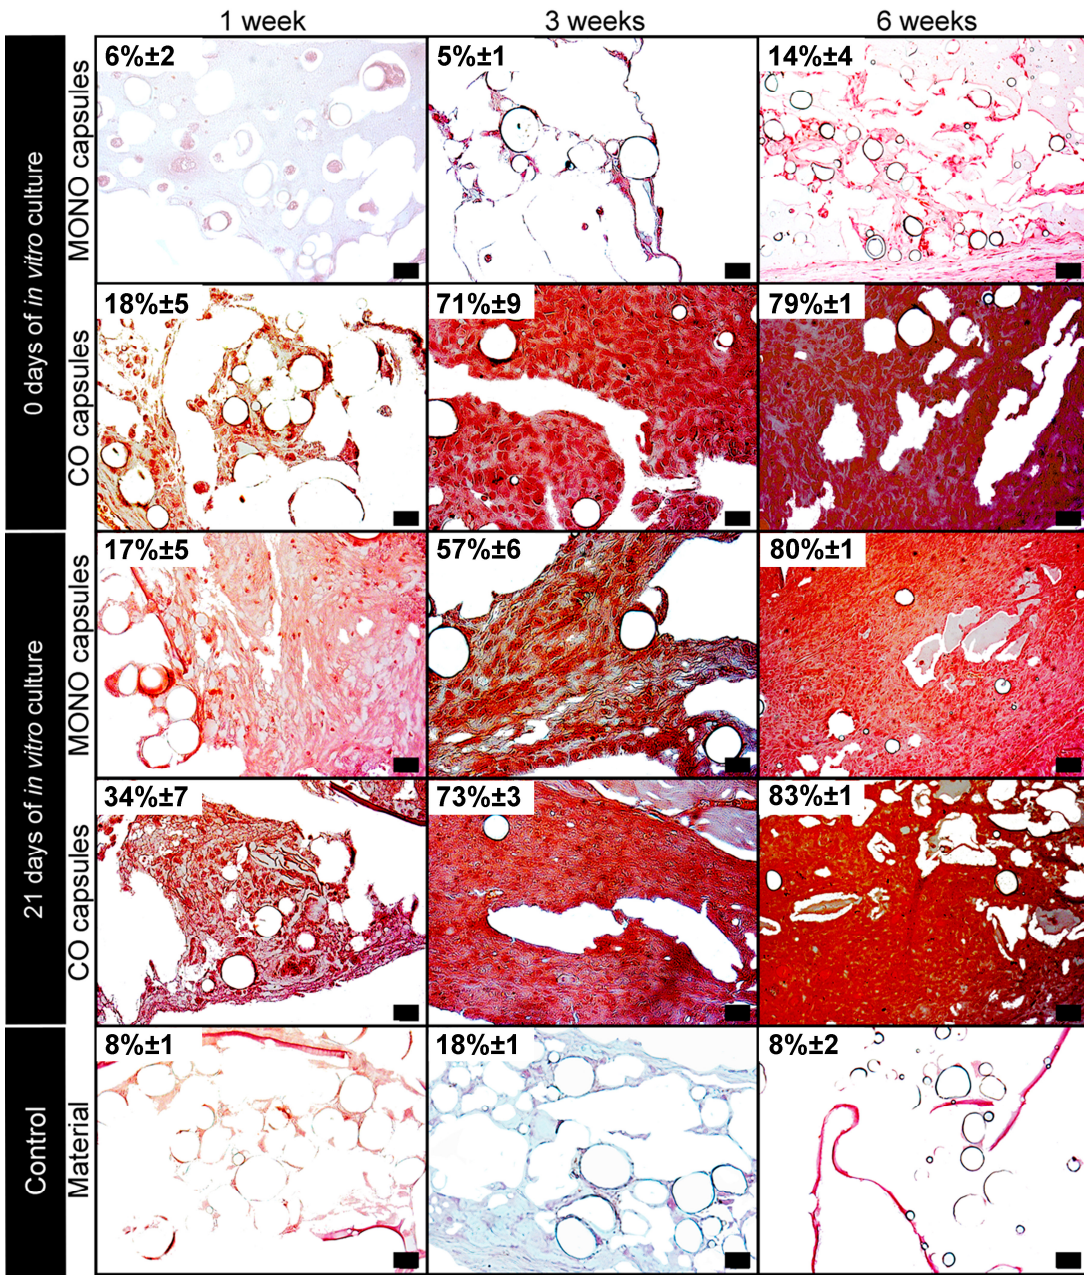 1 week 3 weeks 6 weeks
0 days of in vitro culture
MONO capsules
6%±2 5%±1 14%±4
CO capsules
18%±5 71%±9 79%±1
21 days of in vitro culture
MONO capsules
17%±5 57%±6 80%±1
CO capsules
34%±7 73%±3 83%±1
Control
Material
8%±1 18%±1 8%±2